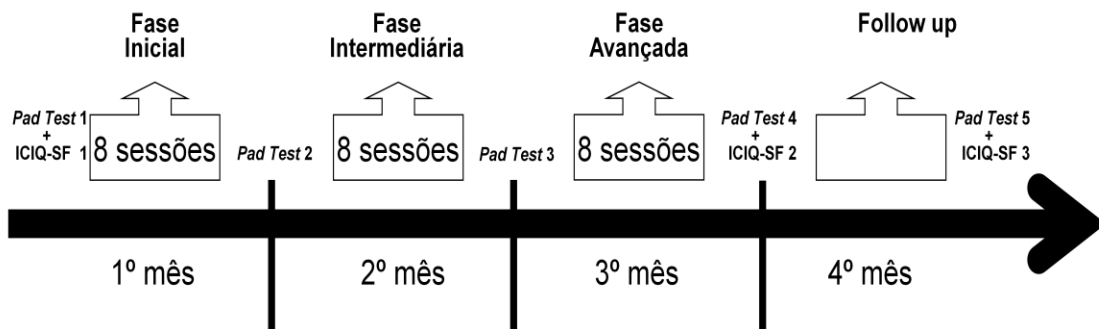 Fase
Inicial
Fase
Intermediária
Fase
Avançada
Follow up
Pad Test 1
+
ICIQ-SF 1
8 sessões
Pad Test 2
8 sessões
Pad Test 3
8 sessões
Pad Test 4
+
ICIQ-SF 2
Pad Test 5
+
ICIQ-SF 3
1º mês
2º mês
3º mês
4º mês